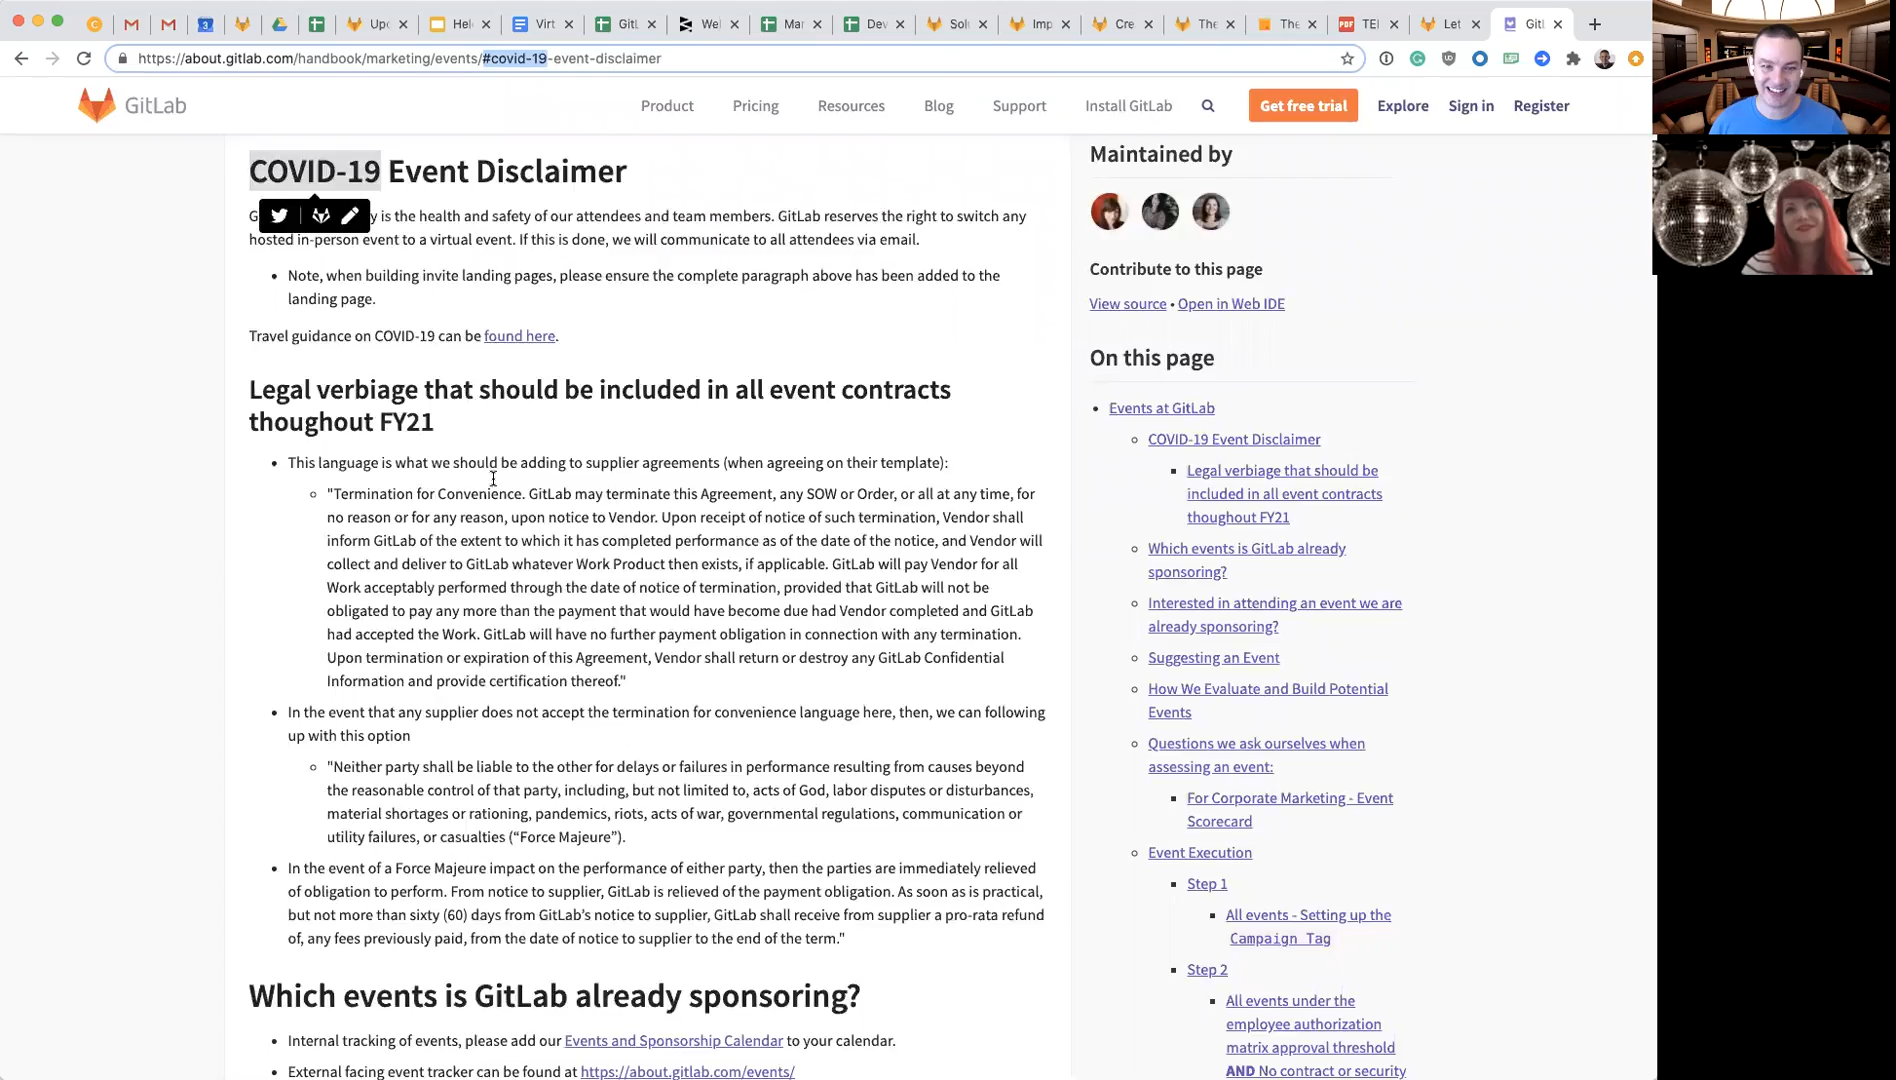 Upc
Hel
Virt
GitL
Wel
Mar
Dev
Solu
Imp
Cre
The
The
PDF TEI
Let
GitL
https://about.gitlab.com/handbook/marketing/events/#covid-19-event-disclaimer
GitLab
Product
Pricing
Resources
Blog
Support
Install GitLab
Get free trial
Explore
Sign in
Register
COVID-19 Event Disclaimer
y is the health and safety of our attendees and team members. GitLab reserves the right to switch any
hosted in-person event to a virtual event. If this is done, we will communicate to all attendees via email.
• Note, when building invite landing pages, please ensure the complete paragraph above has been added to the
landing page.
Travel guidance on COVID-19 can be found here.
Legal verbiage that should be included in all event contracts
thoughout FY21
• This language is what we should be adding to supplier agreements (when agreeing on their template):
"Termination for Convenience. GitLab may terminate this Agreement, any SOW or Order, or all at any time, for
no reason or for any reason, upon notice to Vendor. Upon receipt of notice of such termination, Vendor shall
inform GitLab of the extent to which it has completed performance as of the date of the notice, and Vendor will
collect and deliver to GitLab whatever Work Product then exists, if applicable. GitLab will pay Vendor for all
Work acceptably performed through the date of notice of termination, provided that GitLab will not be
obligated to pay any more than the payment that would have become due had Vendor completed and GitLab
had accepted the Work. GitLab will have no further payment obligation in connection with any termination.
Upon termination or expiration of this Agreement, Vendor shall return or destroy any GitLab Confidential
Information and provide certification thereof."
• In the event that any supplier does not accept the termination for convenience language here, then, we can following
up with this option
"Neither party shall be liable to the other for delays or failures in performance resulting from causes beyond
the reasonable control of that party, including, but not limited to, acts of God, labor disputes or disturbances,
material shortages or rationing, pandemics, riots, acts of war, governmental regulations, communication or
utility failures, or casualties (“Force Majeure”).
• In the event of a Force Majeure impact on the performance of either party, then the parties are immediately relieved
of obligation to perform. From notice to supplier, GitLab is relieved of the payment obligation. As soon as is practical,
but not more than sixty (60) days from GitLab’s notice to supplier, GitLab shall receive from supplier a pro-rata refund
of, any fees previously paid, from the date of notice to supplier to the end of the term."
Which events is GitLab already sponsoring?
• Internal tracking of events, please add our Events and Sponsorship Calendar to your calendar.
• External facing event tracker can be found at https://about.gitlab.com/events/
Maintained by
Contribute to this page
View source • Open in Web IDE
On this page
• Events at GitLab
COVID-19 Event Disclaimer
Legal verbiage that should be
included in all event contracts
thoughout FY21
Which events is GitLab already
sponsoring?
Interested in attending an event we are
already sponsoring?
Suggesting an Event
How We Evaluate and Build Potential
Events
Questions we ask ourselves when
assessing an event:
For Corporate Marketing - Event
Scorecard
Event Execution
Step 1
All events - Setting up the
Campaign Tag
Step 2
All events under the
employee authorization
matrix approval threshold
AND No contract or security